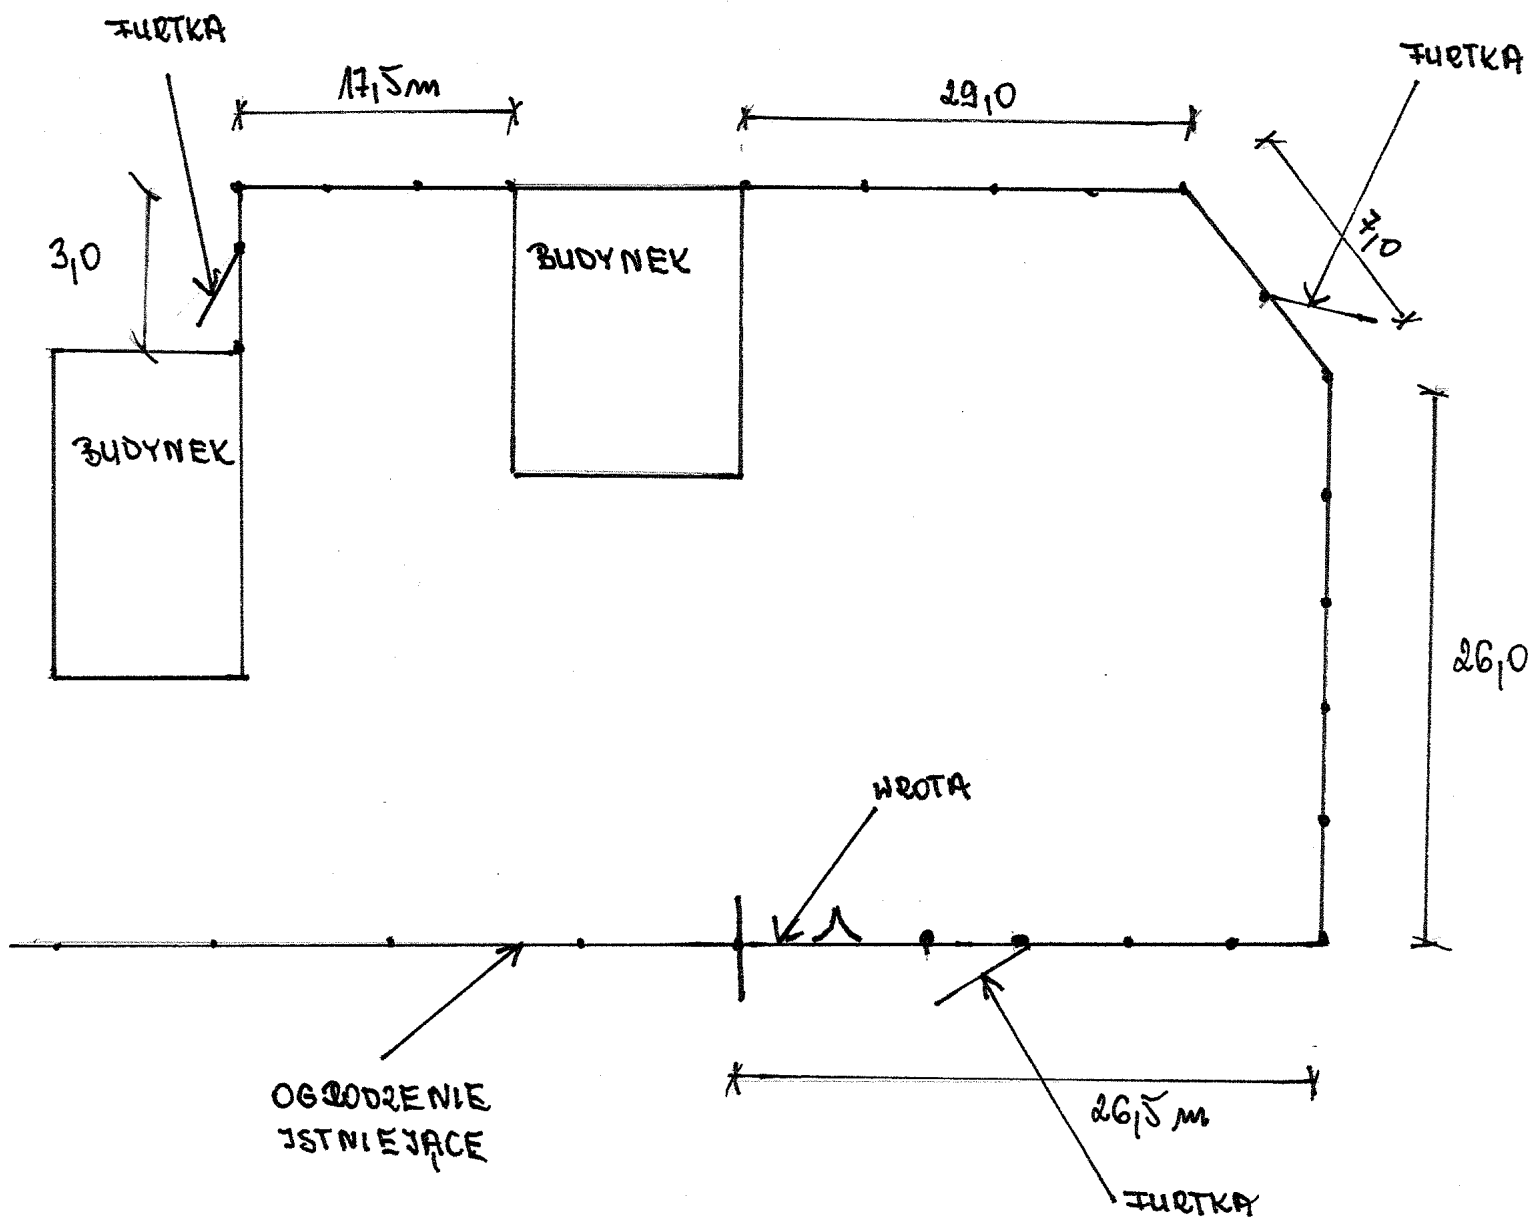 FURTKA
FURTKA
17,5m
29,0
7,0
3,0
BUDYNEK
BUDYNEK
26,0
WROTA
OGRODZENIE
ISTNIEJĄCE
26,5 m
FURTKA